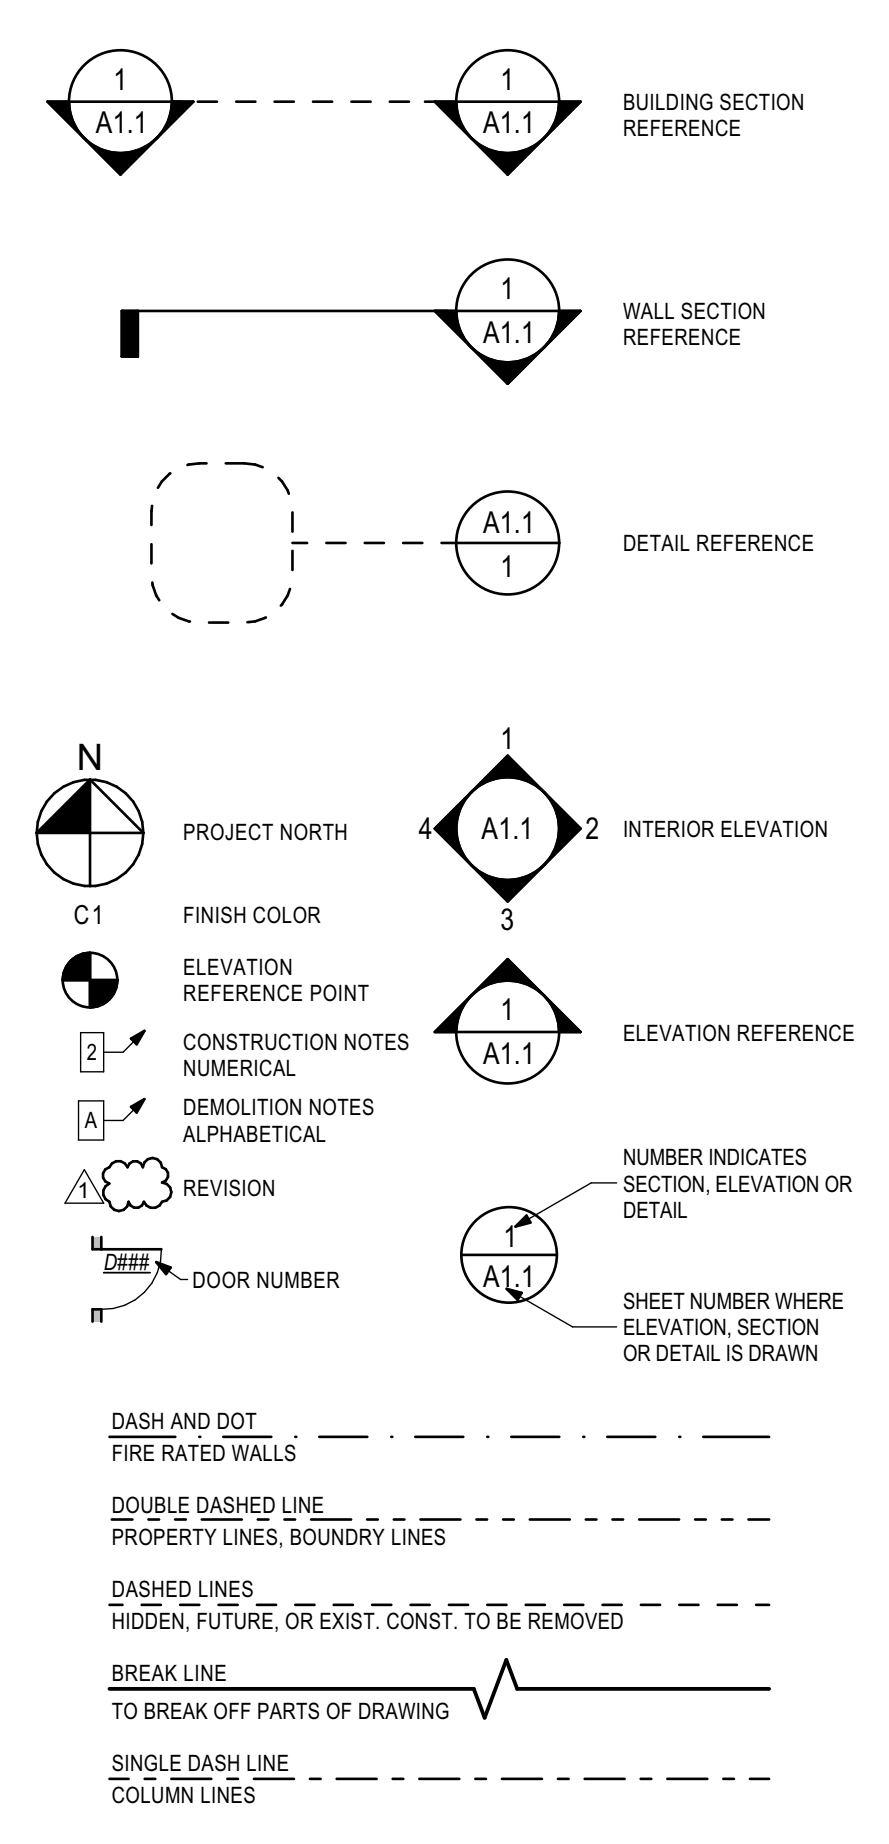 1
A1.1
1
A1.1
BUILDING SECTION
REFERENCE
1
A1.1
WALL SECTION
REFERENCE
A1.1
1
DETAIL REFERENCE
N
PROJECT NORTH
1
4
A1.1
2
3
INTERIOR ELEVATION
C1
FINISH COLOR
ELEVATION
REFERENCE POINT
2
CONSTRUCTION NOTES
NUMERICAL
1
A1.1
ELEVATION REFERENCE
A
DEMOLITION NOTES
ALPHABETICAL
1
REVISION
D###
DOOR NUMBER
NUMBER INDICATES
SECTION, ELEVATION OR
DETAIL
1
A1.1
SHEET NUMBER WHERE
ELEVATION, SECTION
OR DETAIL IS DRAWN
DASH AND DOT
FIRE RATED WALLS
DOUBLE DASHED LINE
PROPERTY LINES, BOUNDRY LINES
DASHED LINES
HIDDEN, FUTURE, OR EXIST. CONST. TO BE REMOVED
BREAK LINE
TO BREAK OFF PARTS OF DRAWING
SINGLE DASH LINE
COLUMN LINES